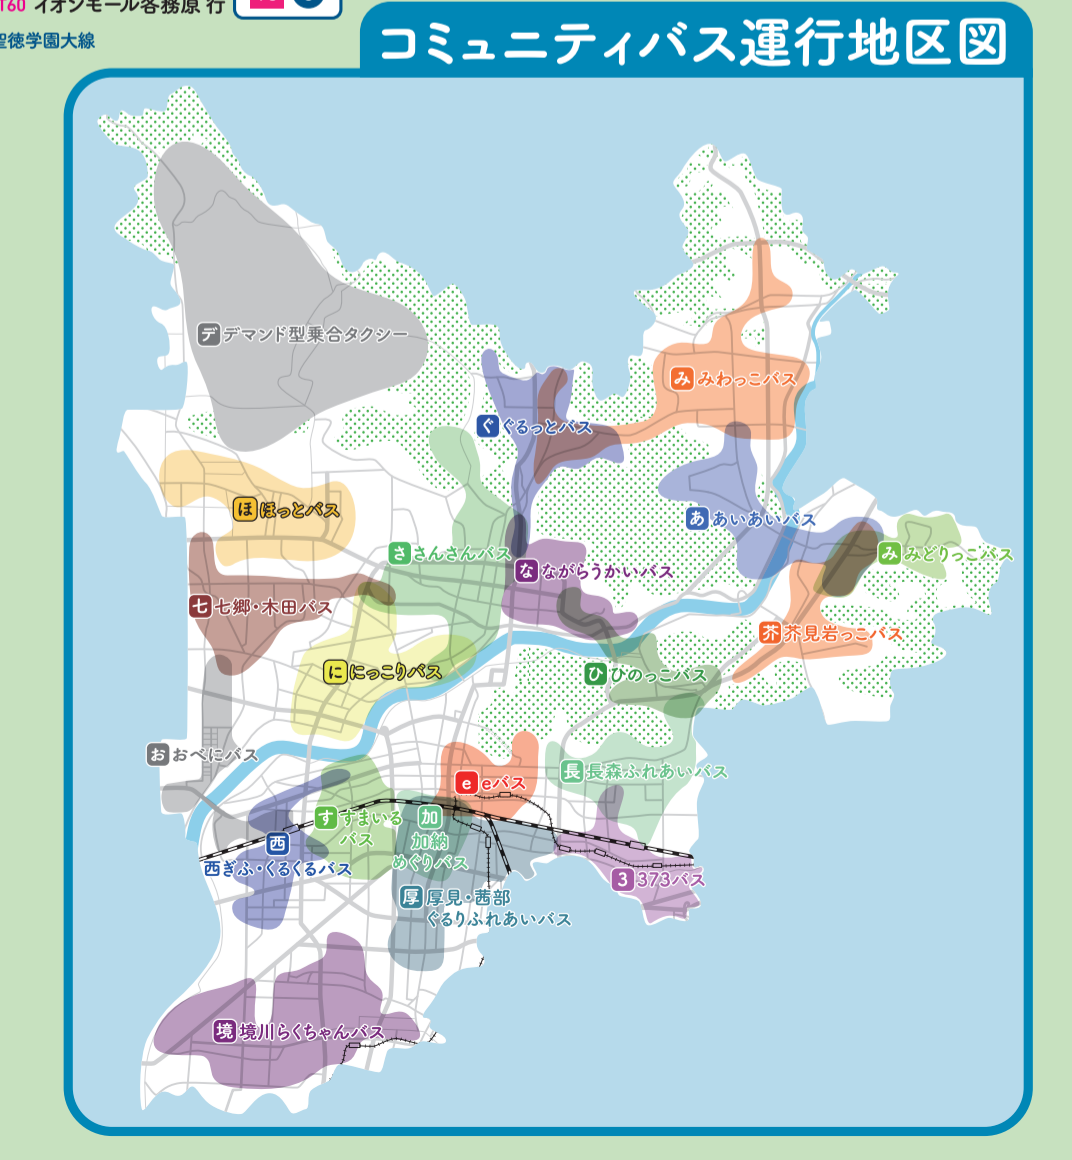 T60 イオンモール各務原 行
聖徳学園大線
コミュニティバス運行地区図
デ デマンド型乗合タクシー
み みわっこバス
ぐ ぐるっとバス
ほ ほっとバス
あ あいあいバス
さ さんさんバス
み みどりっこバス
な ながらうかいバス
七 七郷・木田バス
芥 芥見岩っこバス
に にっこりバス
ひ ひのっこバス
お おべにバス
長 長森ふれあいバス
e eバス
す すまいる
バス
加
加納
めぐりバス
西
西ぎふ・くるくるバス
3 373バス
厚 厚見・茜部
ぐるりふれあいバス
境 境川らくちゃんバス